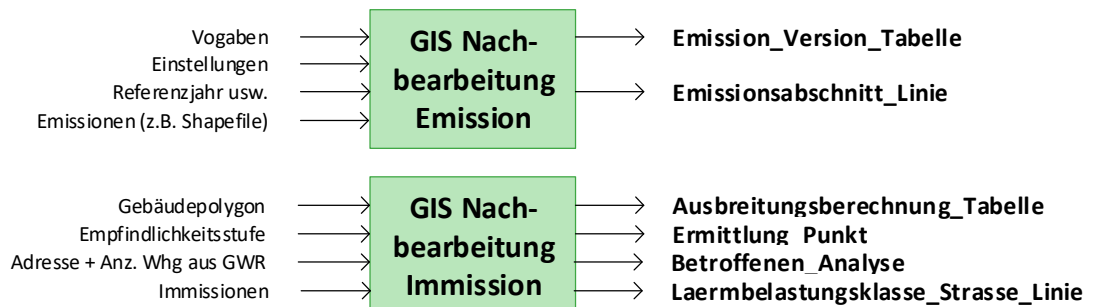 Vogaben
Einstellungen
Referenzjahr usw.
Emissionen (z.B. Shapefile)
GIS Nach-
bearbeitung
Emission
Emission_Version_Tabelle
Emissionsabschnitt_Linie
Gebäudepolygon
Empfindlichkeitsstufe
Adresse + Anz. Whg aus GWR
Immissionen
GIS Nach-
bearbeitung
Immission
Ausbreitungsberechnung_Tabelle
Ermittlung_Punkt
Betroffenen_Analyse
Laermbelastungsklasse_Strasse_Linie